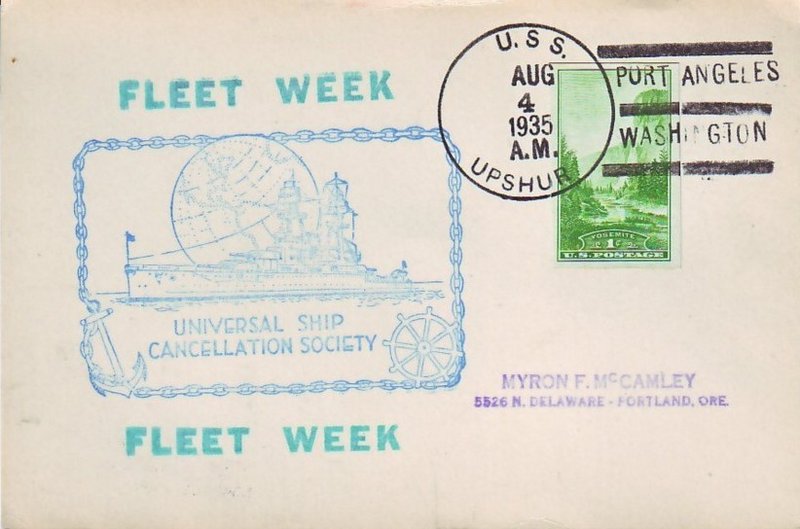 FLEET WEEK
U.S.S.
AUG
4
1935
A.M.
UPSHUR
PORT ANGELES
WASHINGTON
YOSEMITE
1¢
U.S. POSTAGE
UNIVERSAL SHIP
CANCELLATION SOCIETY
MYRON F. McCAMLEY
5526 N. DELAWARE - PORTLAND, ORE.
FLEET WEEK